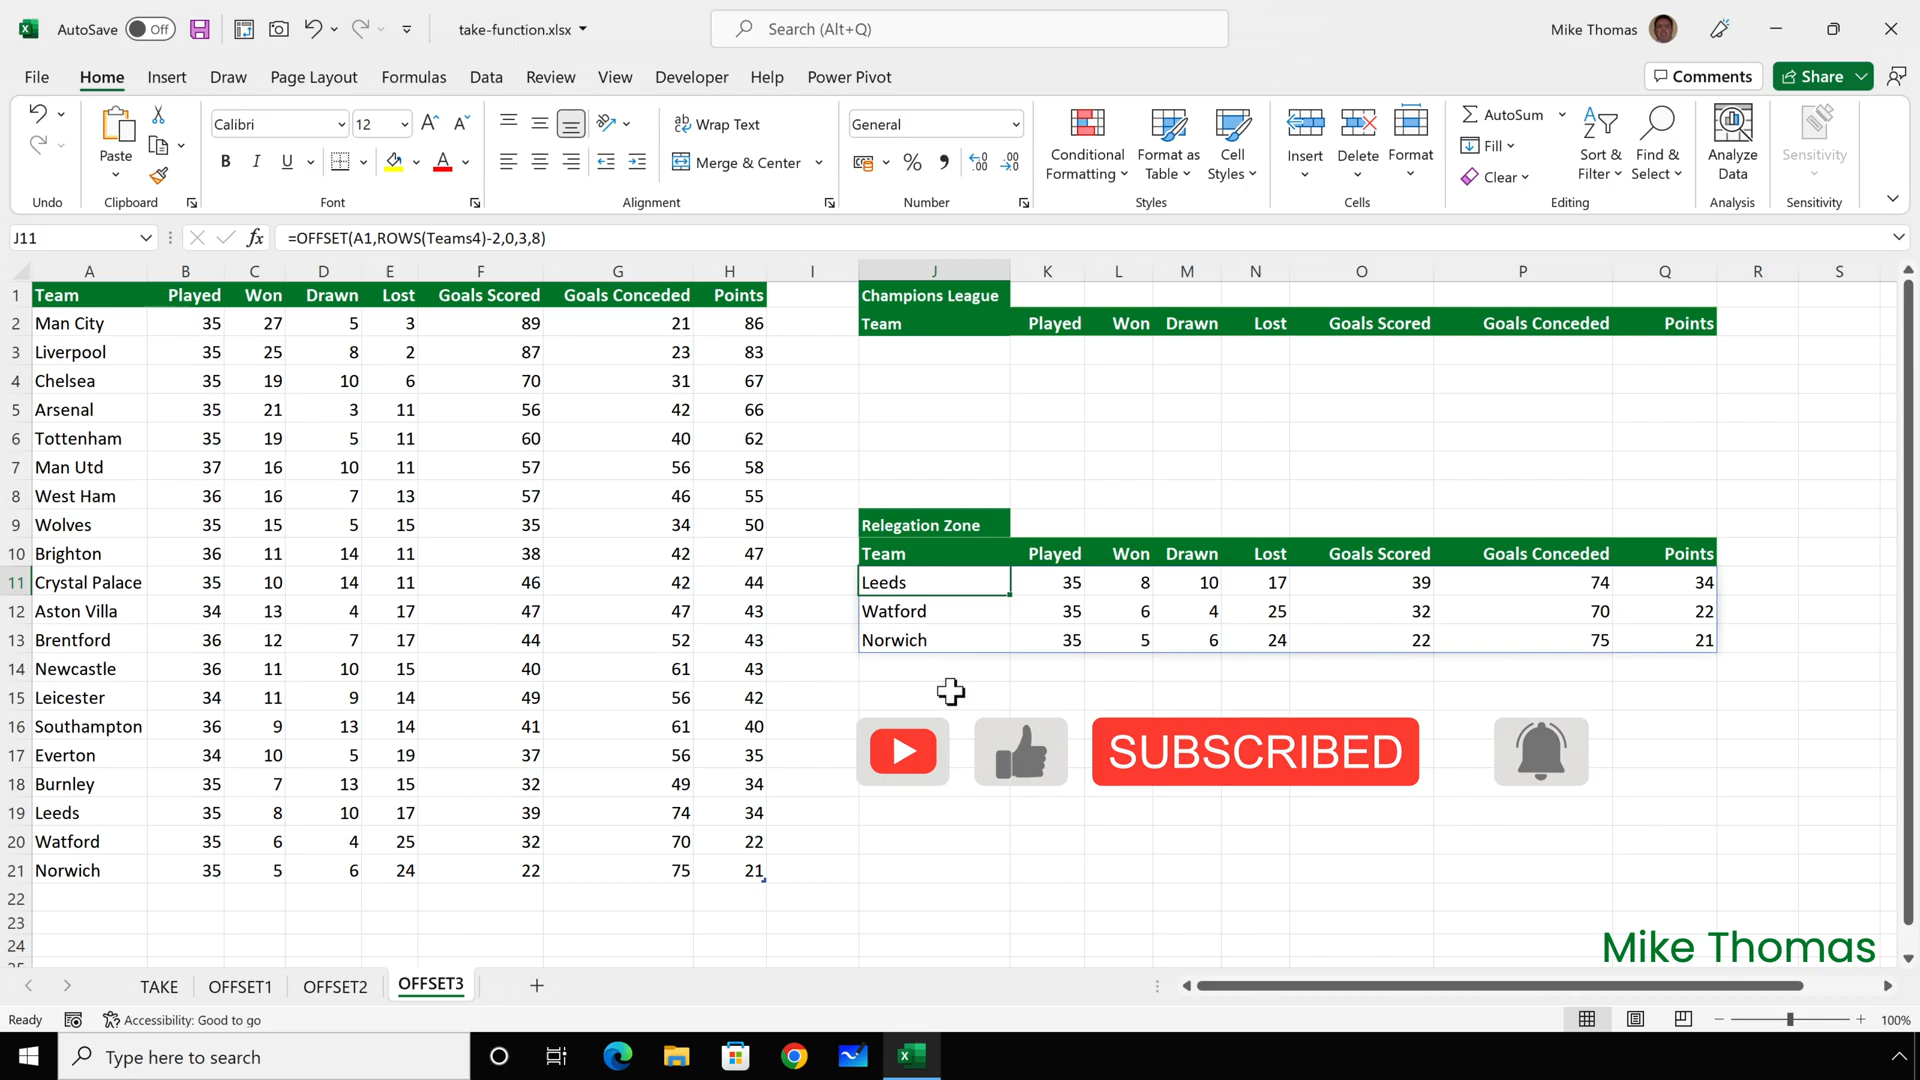 AutoSave Off take-function.xlsx Search (Alt+Q) Mike Thomas
File Home Insert Draw Page Layout Formulas Data Review View Developer Help Power Pivot Comments Share
Paste Calibri 12 B I U A ab Wrap Text Merge & Center General % Conditional Formatting Format as Table Cell Styles Insert Delete Format AutoSum Fill Clear Sort & Filter Find & Select Analyze Data Sensitivity
Undo Clipboard Font Alignment Number Styles Cells Editing Analysis Sensitivity
J11 fx =OFFSET(A1,ROWS(Teams4)-2,0,3,8)
A B C D E F G H I J K L M N O P Q R S
1 Team Played Won Drawn Lost Goals Scored Goals Conceded Points Champions League
2 Man City 35 27 5 3 89 21 86 Team Played Won Drawn Lost Goals Scored Goals Conceded Points
3 Liverpool 35 25 8 2 87 23 83
4 Chelsea 35 19 10 6 70 31 67
5 Arsenal 35 21 3 11 56 42 66
6 Tottenham 35 19 5 11 60 40 62
7 Man Utd 37 16 10 11 57 56 58
8 West Ham 36 16 7 13 57 46 55
9 Wolves 35 15 5 15 35 34 50 Relegation Zone
10 Brighton 36 11 14 11 38 42 47 Team Played Won Drawn Lost Goals Scored Goals Conceded Points
11 Crystal Palace 35 10 14 11 46 42 44 Leeds 35 8 10 17 39 74 34
12 Aston Villa 34 13 4 17 47 47 43 Watford 35 6 4 25 32 70 22
13 Brentford 36 12 7 17 44 52 43 Norwich 35 5 6 24 22 75 21
14 Newcastle 36 11 10 15 40 61 43
15 Leicester 34 11 9 14 49 56 42
16 Southampton 36 9 13 14 41 61 40
17 Everton 34 10 5 19 37 56 35 SUBSCRIBED
18 Burnley 35 7 13 15 32 49 34
19 Leeds 35 8 10 17 39 74 34
20 Watford 35 6 4 25 32 70 22
21 Norwich 35 5 6 24 22 75 21
22
23
24 Mike Thomas
TAKE OFFSET1 OFFSET2 OFFSET3
Ready Accessibility: Good to go 100%
Type here to search